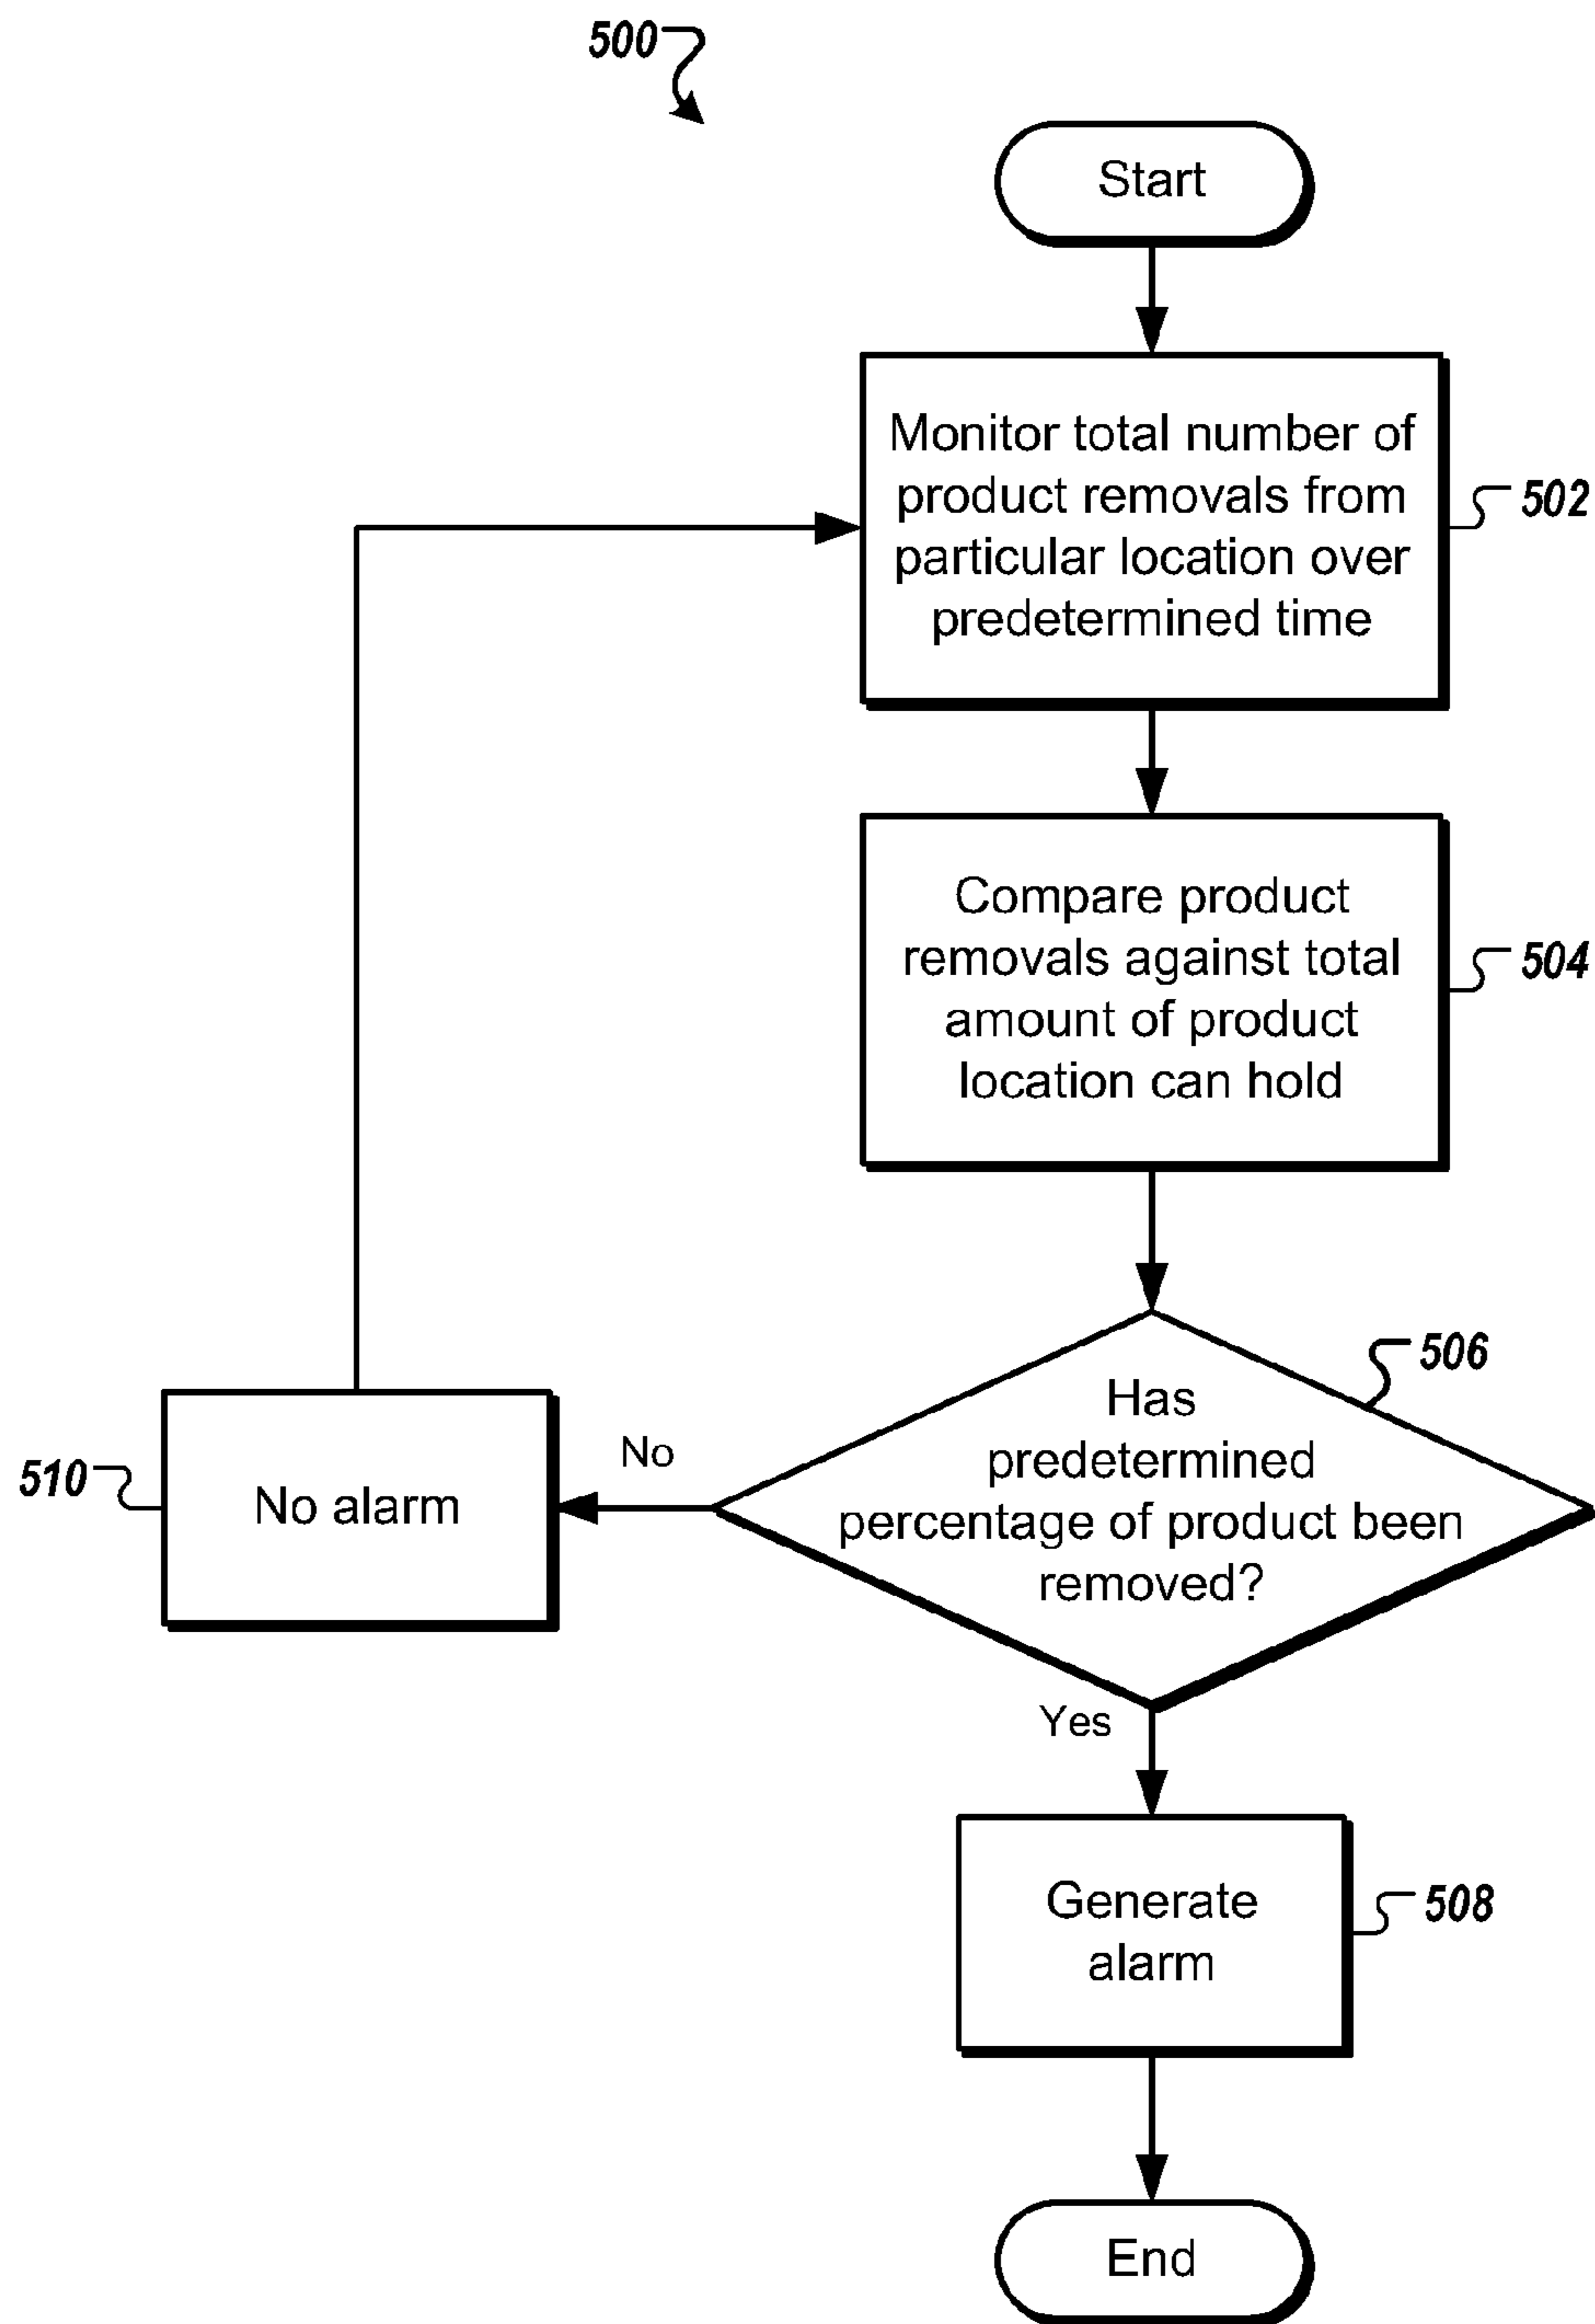 500
Start
Monitor total number of
product removals from
particular location over
predetermined time
502
Compare product
removals against total
amount of product
location can hold
504
506
Has
predetermined
percentage of product been
removed?
No
510
No alarm
Yes
Generate
alarm
508
End